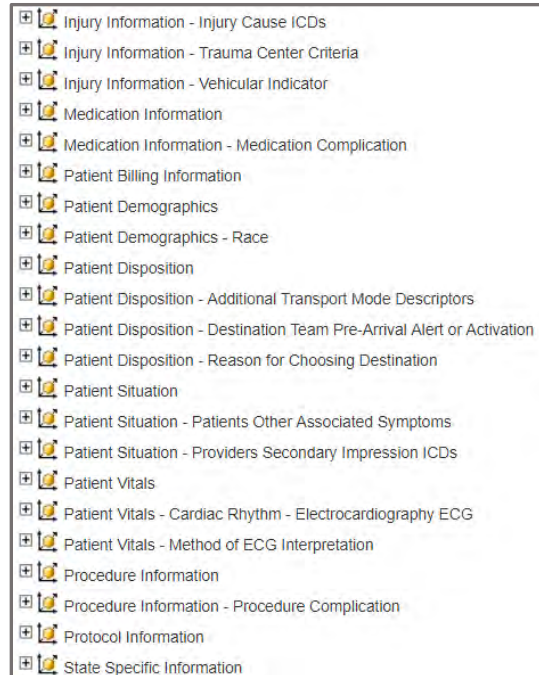 Injury Information - Injury Cause ICDs
Injury Information - Trauma Center Criteria
Injury Information - Vehicular Indicator
Medication Information
Medication Information - Medication Complication
Patient Billing Information
Patient Demographics
Patient Demographics - Race
Patient Disposition
Patient Disposition - Additional Transport Mode Descriptors
Patient Disposition - Destination Team Pre-Arrival Alert or Activation
Patient Disposition - Reason for Choosing Destination
Patient Situation
Patient Situation - Patients Other Associated Symptoms
Patient Situation - Providers Secondary Impression ICDs
Patient Vitals
Patient Vitals - Cardiac Rhythm - Electrocardiography ECG
Patient Vitals - Method of ECG Interpretation
Procedure Information
Procedure Information - Procedure Complication
Protocol Information
State Specific Information